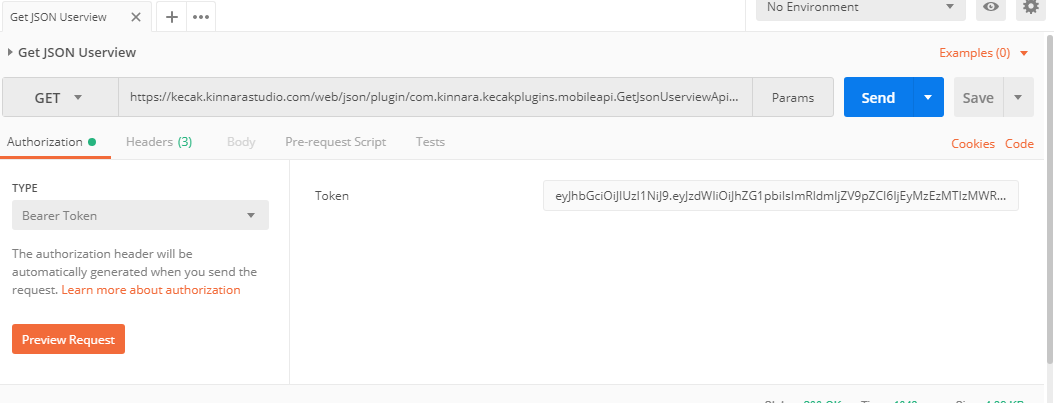 Get JSON Userview
No Environment
Get JSON Userview
Examples (0)
GET
https://kecak.kinnarastudio.com/web/json/plugin/com.kinnara.kecakplugins.mobileapi.GetJsonUserviewApi...
Params
Send
Save
Authorization
Headers (3)
Body
Pre-request Script
Tests
Cookies
Code
TYPE
Bearer Token
The authorization header will be
automatically generated when you send the
request. Learn more about authorization
Preview Request
Token